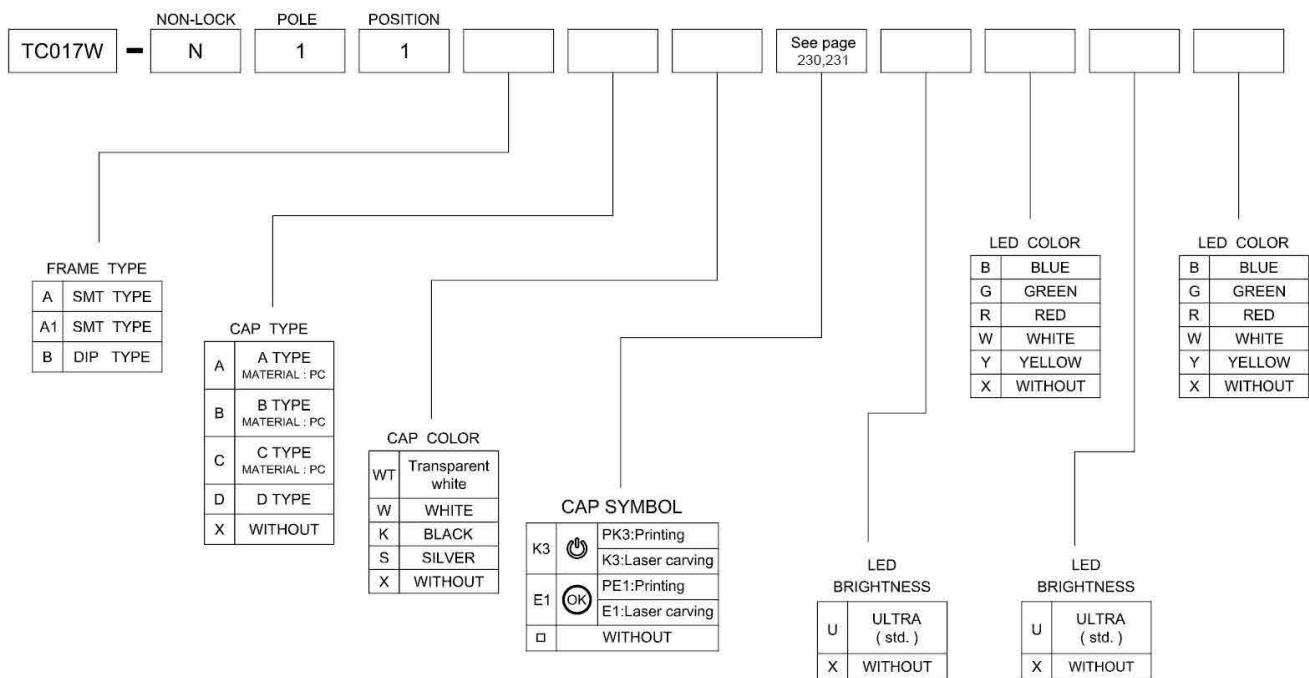 NON-LOCK POLE POSITION
TC017W - N 1 1 See page
230,231
FRAME TYPE
A SMT TYPE
A1 SMT TYPE
B DIP TYPE
CAP TYPE
A A TYPE
MATERIAL : PC
B B TYPE
MATERIAL : PC
C C TYPE
MATERIAL : PC
D D TYPE
X WITHOUT
CAP COLOR
WT Transparent
white
W WHITE
K BLACK
S SILVER
X WITHOUT
CAP SYMBOL
K3 PK3:Printing
K3:Laser carving
E1 OK PE1:Printing
E1:Laser carving
□ WITHOUT
LED
BRIGHTNESS
U ULTRA
( std. )
X WITHOUT
LED COLOR
B BLUE
G GREEN
R RED
W WHITE
Y YELLOW
X WITHOUT
LED
BRIGHTNESS
U ULTRA
( std. )
X WITHOUT
LED COLOR
B BLUE
G GREEN
R RED
W WHITE
Y YELLOW
X WITHOUT